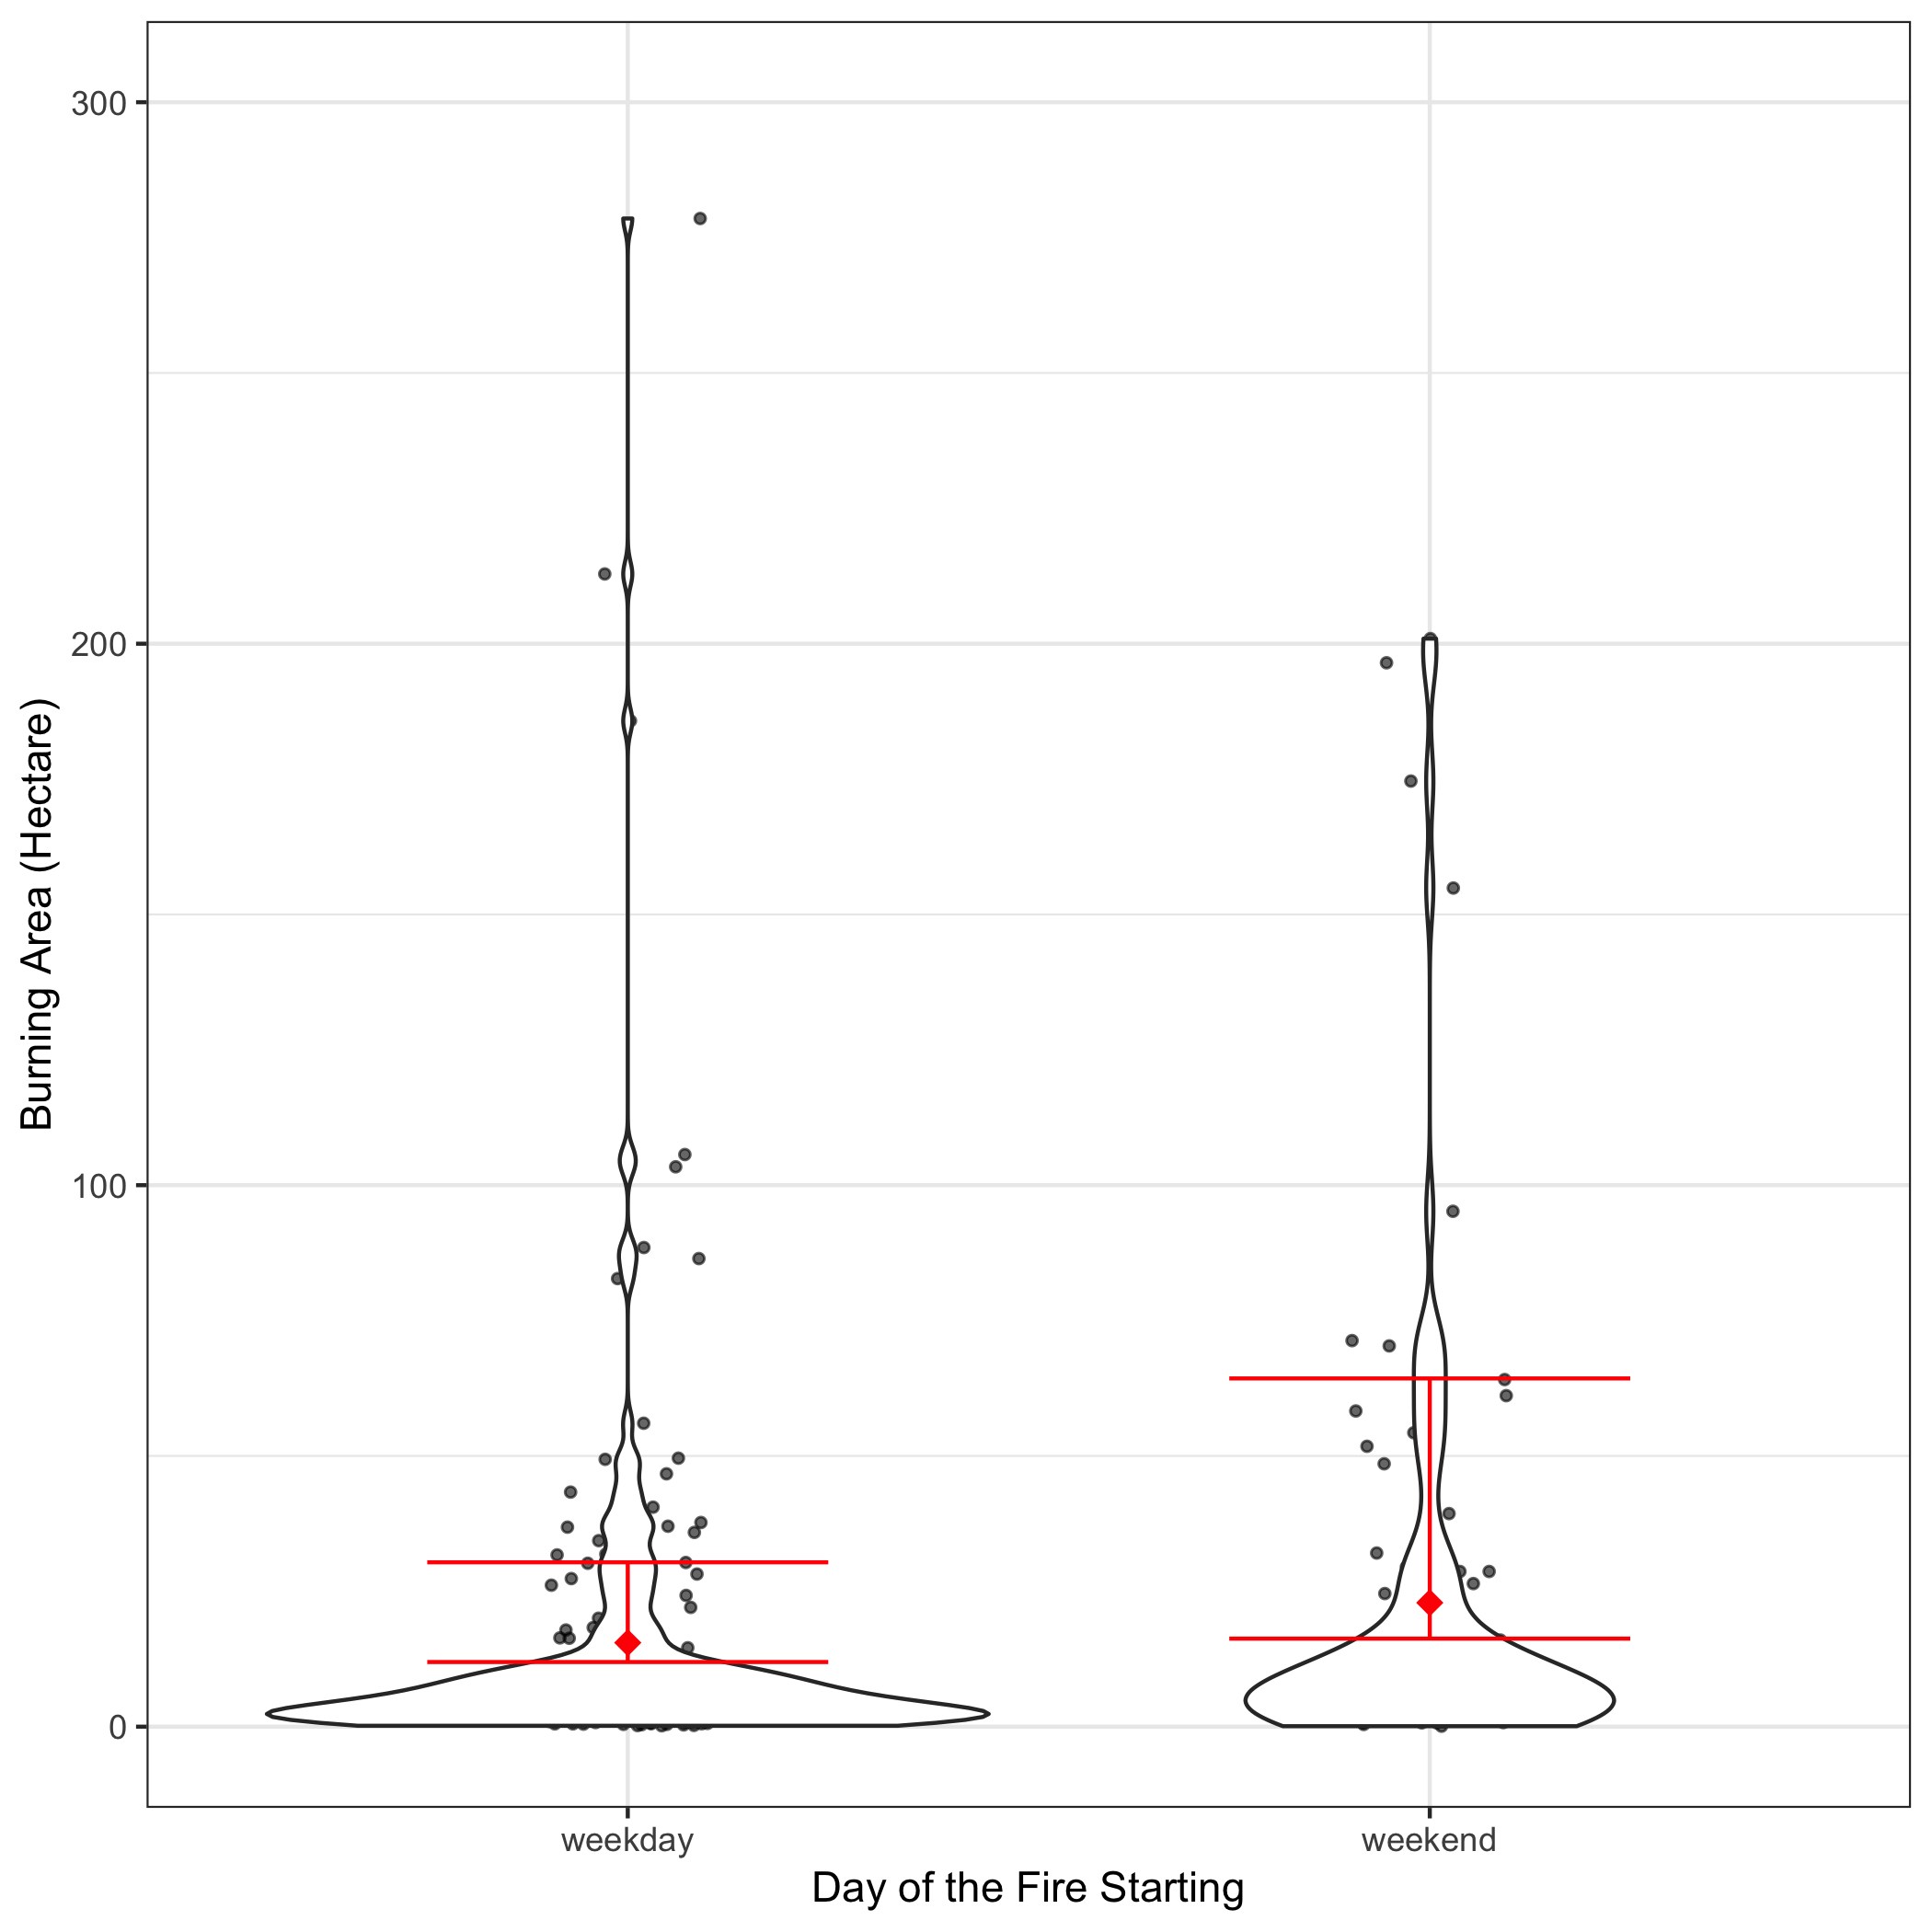 300
200
100
0
Burning Area (Hectare)
weekday
weekend
Day of the Fire Starting